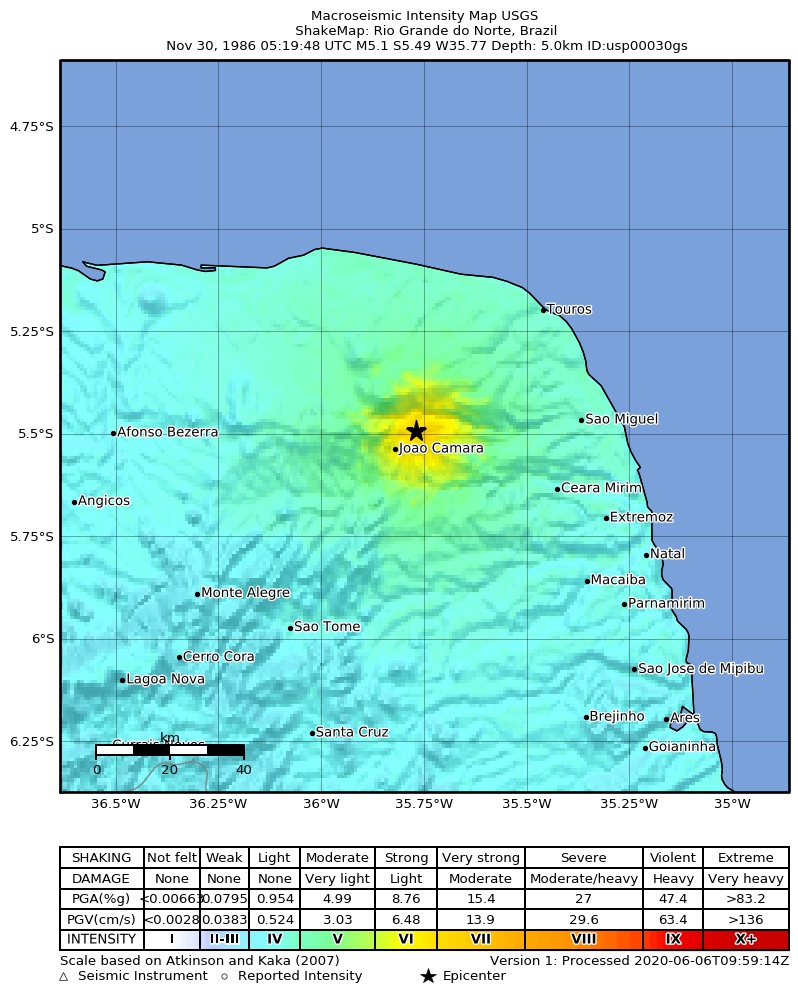 Macroseismic Intensity Map USGS
ShakeMap: Rio Grande do Norte, Brazil
Nov 30, 1986 05:19:48 UTC M5.1 S5.49 W35.77 Depth: 5.0km ID:usp00030gs
4.75°S
5°S
5.25°S
Touros
Sao Miguel
Afonso Bezerra
5.5°S
Joao Camara
Ceara Mirim
Angicos
Extremoz
5.75°S
Natal
Macaiba
Monte Alegre
Parnamirim
Sao Tome
6°S
Cerro Cora
Sao Jose de Mipibu
Lagoa Nova
Brejinho
Ares
Santa Cruz
km
6.25°S
Currais Novos
Goianinha
0 20 40
36.5°W 36.25°W 36°W 35.75°W 35.5°W 35.25°W 35°W
SHAKING Not felt Weak Light Moderate Strong Very strong Severe Violent Extreme
DAMAGE None None None Very light Light Moderate Moderate/heavy Heavy Very heavy
PGA(%g) <0.00663 0.0795 0.954 4.99 8.76 15.4 27 47.4 >83.2
PGV(cm/s) <0.0028 0.0383 0.524 3.03 6.48 13.9 29.6 63.4 >136
INTENSITY I II-III IV V VI VII VIII IX X+
Scale based on Atkinson and Kaka (2007) Version 1: Processed 2020-06-06T09:59:14Z
△ Seismic Instrument ○ Reported Intensity ★ Epicenter